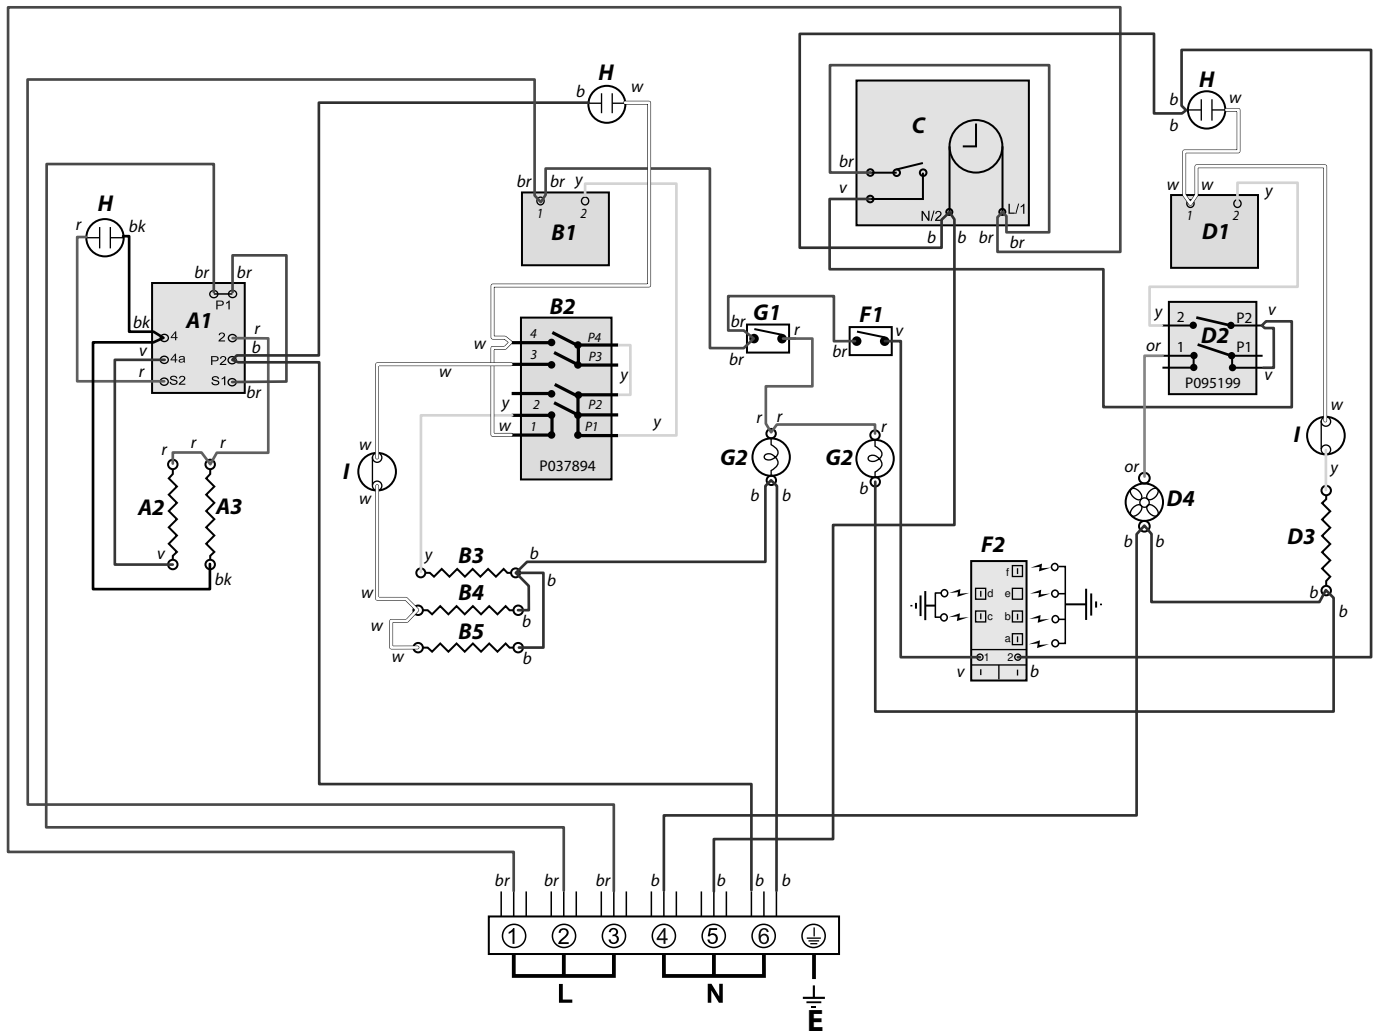 H
b
w
H
b
b
w
C
br
v
N/2
L/1
b
b
br
br
br
br
y
1
2
B1
w
w
y
1
2
D1
H
r
bk
br
br
P1
A1
bk
4
2
r
v
4a
P2
b
r
S2
S1
br
B2
4
P4
w
3
P3
w
y
y
2
P2
w
1
P1
y
P037894
G1
br
r
br
F1
v
br
2
P2
v
y
D2
or
1
P1
v
P095199
r
r
r
A2
A3
v
bk
w
I
w
r
r
r
G2
G2
b
b
b
w
I
y
or
D4
b
b
D3
b
b
y
B3
b
b
w
B4
b
w
B5
w
b
F2
f
d
e
c
b
a
1
2
v
b
br
br
br
b
b
b
b
1
2
3
4
5
6
L
N
E